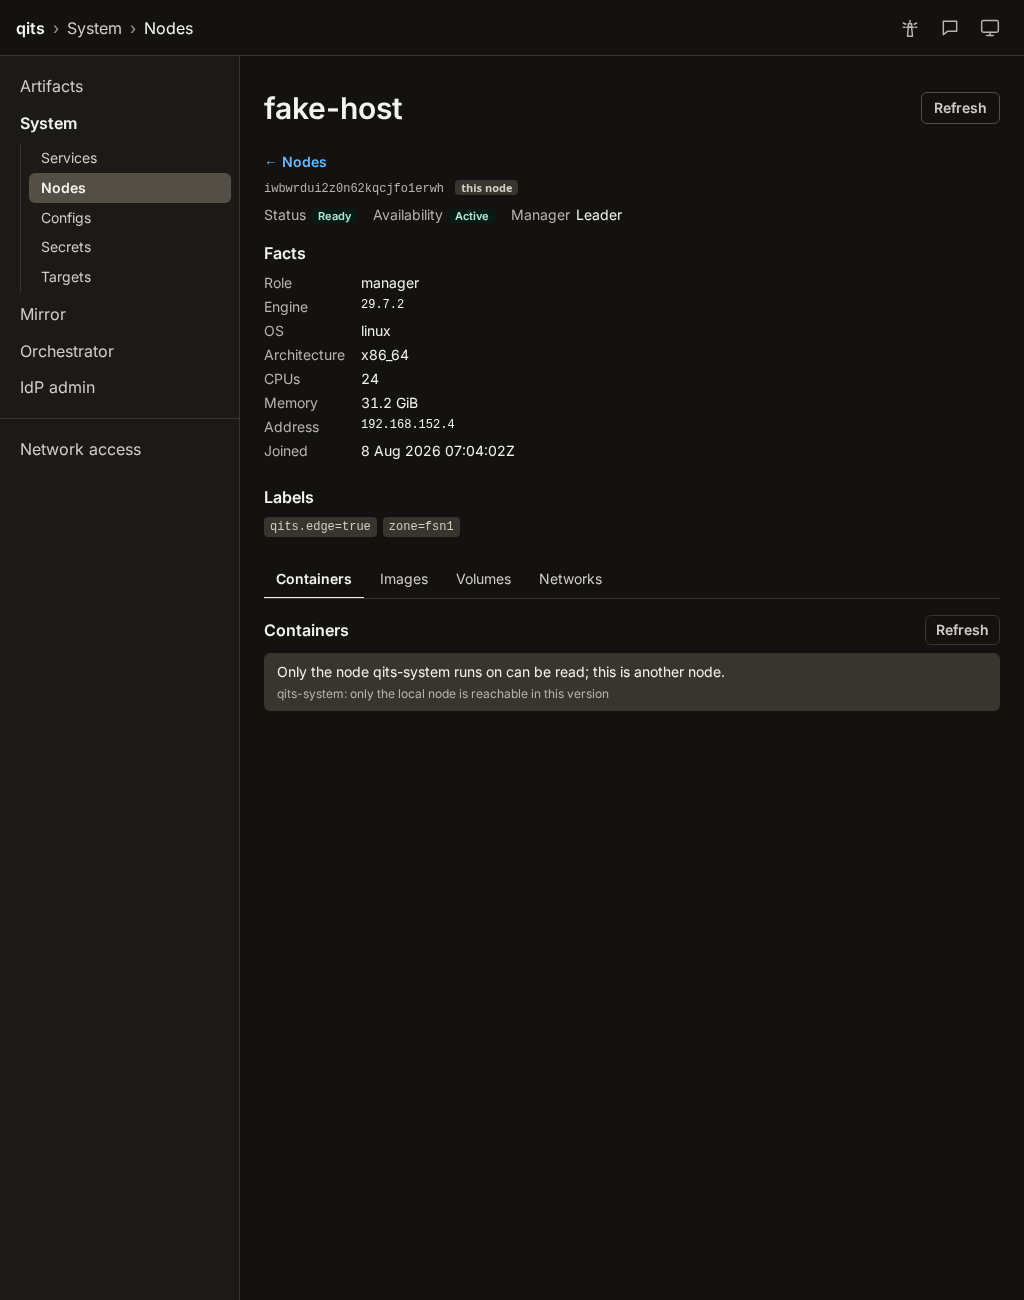 qits › System › Nodes
Artifacts
System
Services
Nodes
Configs
Secrets
Targets
Mirror
Orchestrator
IdP admin
Network access
fake-host
Refresh
← Nodes
iwbwrdui2z0n62kqcjfo1erwh this node
Status Ready Availability Active Manager Leader
Facts
Role manager
Engine 29.7.2
OS linux
Architecture x86_64
CPUs 24
Memory 31.2 GiB
Address 192.168.152.4
Joined 8 Aug 2026 07:04:02Z
Labels
qits.edge=true zone=fsn1
Containers Images Volumes Networks
Containers
Refresh
Only the node qits-system runs on can be read; this is another node.
qits-system: only the local node is reachable in this version